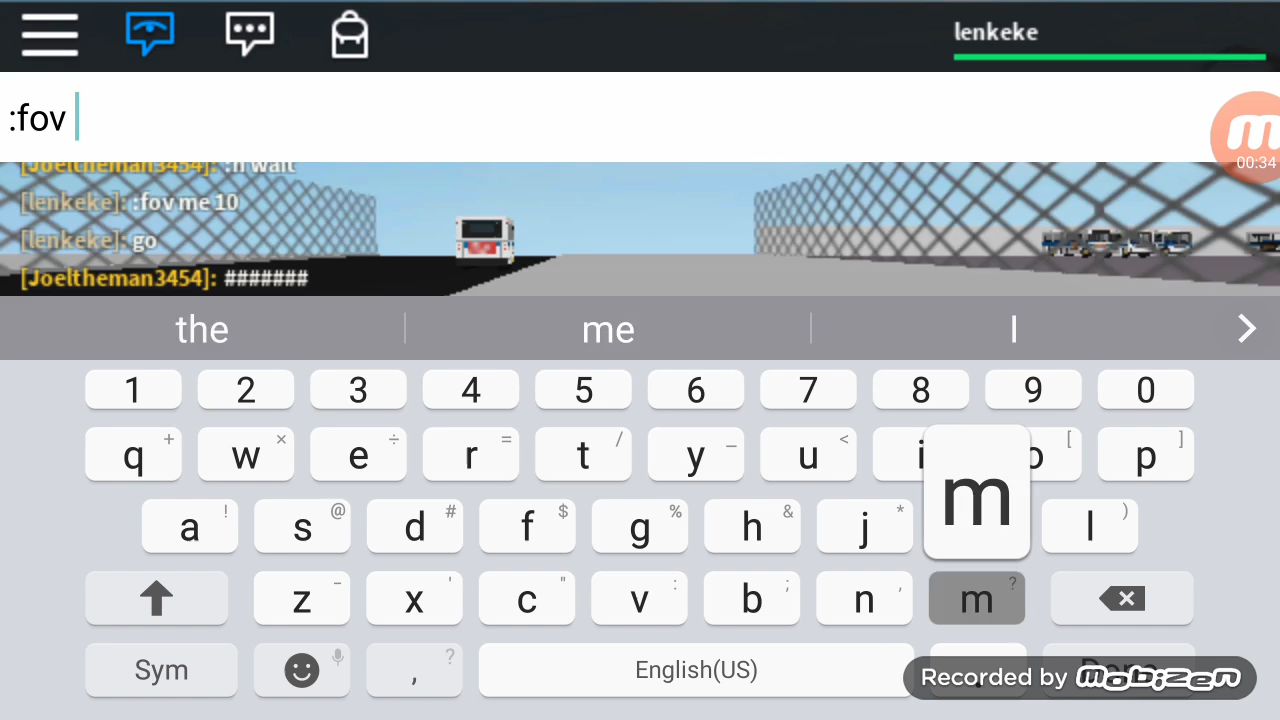 lenkeke
:fov
00:34
[Joeltheman3454]: :h wait
[lenkeke]: :fov me 10
[lenkeke]: go
[Joeltheman3454]: #######
the me I
1 2 3 4 5 6 7 8 9 0
q + w × e ÷ r = t / y _ u < i o [ p ]
a ! s @ d # f $ g % h & j * m l )
z - x ' c " v : b ; n , m ?
Sym , ? English(US)
Recorded by mobizen